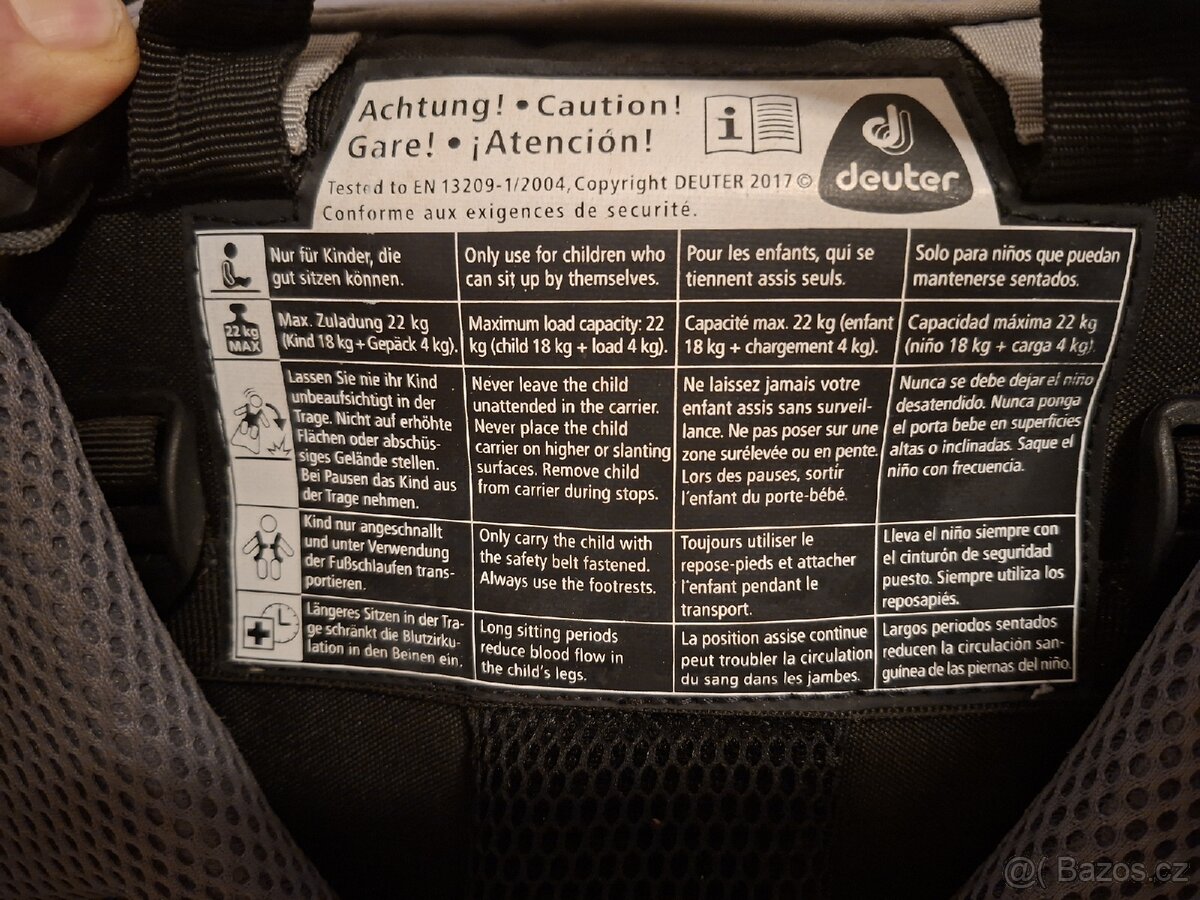 Achtung! • Caution!
Gare! • ¡Atención!
Tested to EN 13209-1/2004, Copyright DEUTER 2017 ©
Conforme aux exigences de securité.
i
deuter
Nur für Kinder, die
gut sitzen können.
Only use for children who
can sit up by themselves.
Pour les enfants, qui se
tiennent assis seuls.
Solo para niños que puedan
mantenerse sentados.
22 kg
MAX
Max. Zuladung 22 kg
(Kind 18 kg + Gepäck 4 kg).
Maximum load capacity: 22
kg (child 18 kg + load 4 kg).
Capacité max. 22 kg (enfant
18 kg + chargement 4 kg).
Capacidad máxima 22 kg
(niño 18 kg + carga 4 kg).
Lassen Sie nie ihr Kind
unbeaufsichtigt in der
Trage. Nicht auf erhöhte
Flächen oder abschüs-
siges Gelände stellen.
Bei Pausen das Kind aus
der Trage nehmen.
Never leave the child
unattended in the carrier.
Never place the child
carrier on higher or slanting
surfaces. Remove child
from carrier during stops.
Ne laissez jamais votre
enfant assis sans surveil-
lance. Ne pas poser sur une
zone surélevée ou en pente.
Lors des pauses, sortir
l'enfant du porte-bébé.
Nunca se debe dejar el niño
desatendido. Nunca ponga
el porta bebe en superficies
altas o inclinadas. Saque el
niño con frecuencia.
Kind nur angeschnallt
und unter Verwendung
der Fußschlaufen trans-
portieren.
Only carry the child with
the safety belt fastened.
Always use the footrests.
Toujours utiliser le
repose-pieds et attacher
l'enfant pendant le
transport.
Lleva el niño siempre con
el cinturón de seguridad
puesto. Siempre utiliza los
reposapiés.
Längeres Sitzen in der Tra-
ge schränkt die Blutzirku-
lation in den Beinen ein.
Long sitting periods
reduce blood flow in
the child's legs.
La position assise continue
peut troubler la circulation
du sang dans les jambes.
Largos periodos sentados
reducen la circulación san-
guínea de las piernas del niño.
@( Bazos.cz